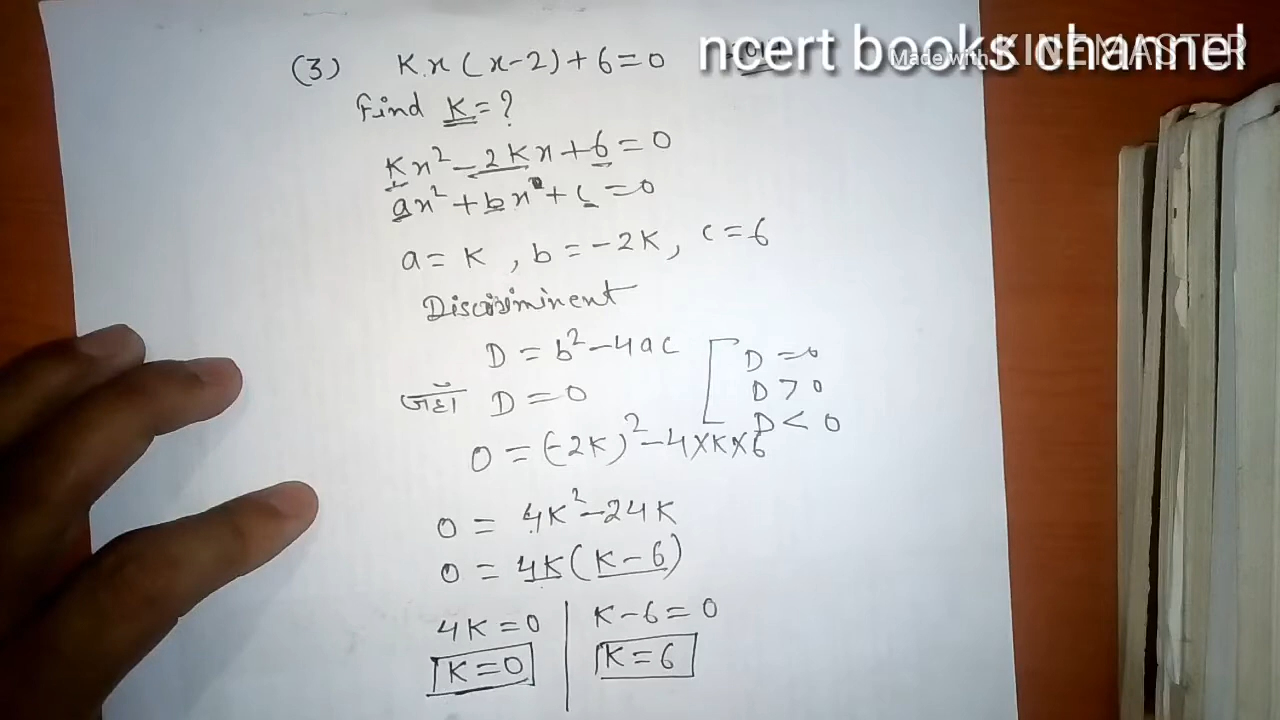 ncert books channel
Made with KINEMASTER
(3) Kx(x-2)+6=0
Find K=?
Kx²-2Kx+6=0
ax²+bx+c=0
a=K, b=-2K, c=6
D=b²-4ac
D=0
D>0
D<0
जहाँ D=0
0=(-2K)²-4×K×6
0=4K²-24K
0=4K(K-6)
4K=0
K=0
K-6=0
K=6